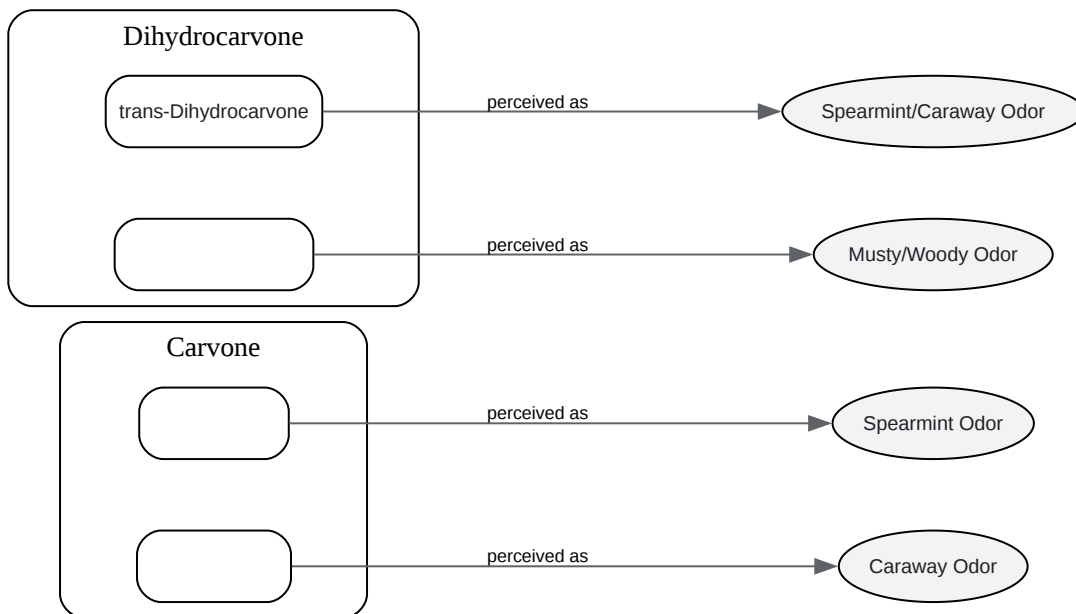 Dihydrocarvone
trans-Dihydrocarvone
perceived as
Spearmint/Caraway Odor
perceived as
Musty/Woody Odor
Carvone
perceived as
Spearmint Odor
perceived as
Caraway Odor